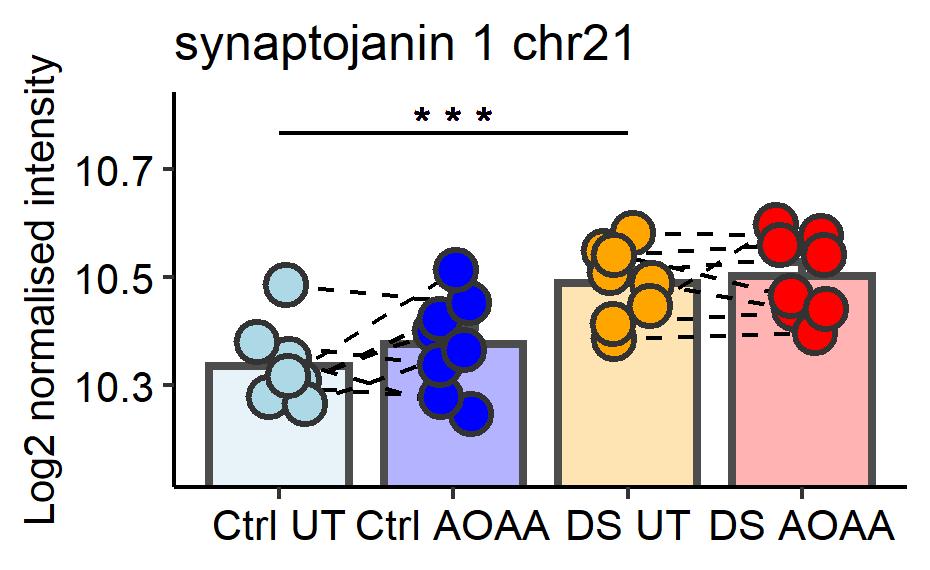 synaptojanin 1 chr21
Log2 normalised intensity
* * *
10.7
10.5
10.3
Ctrl UT Ctrl AOAA DS UT DS AOAA